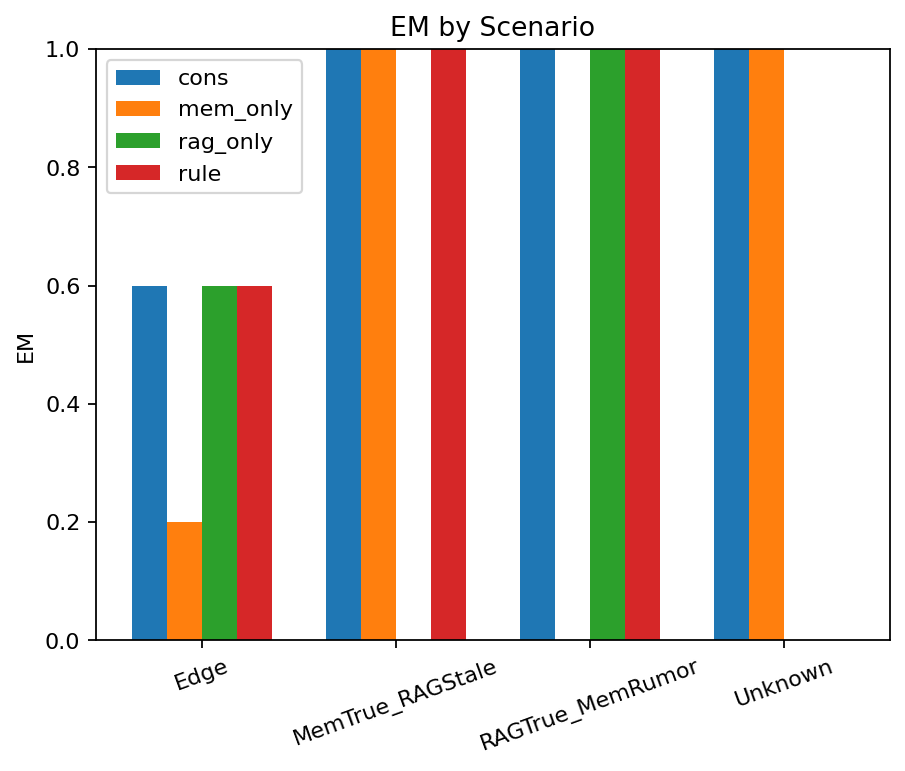 EM by Scenario
cons
mem_only
rag_only
rule
EM
1.0
0.8
0.6
0.4
0.2
0.0
Edge
MemTrue_RAGStale
RAGTrue_MemRumor
Unknown